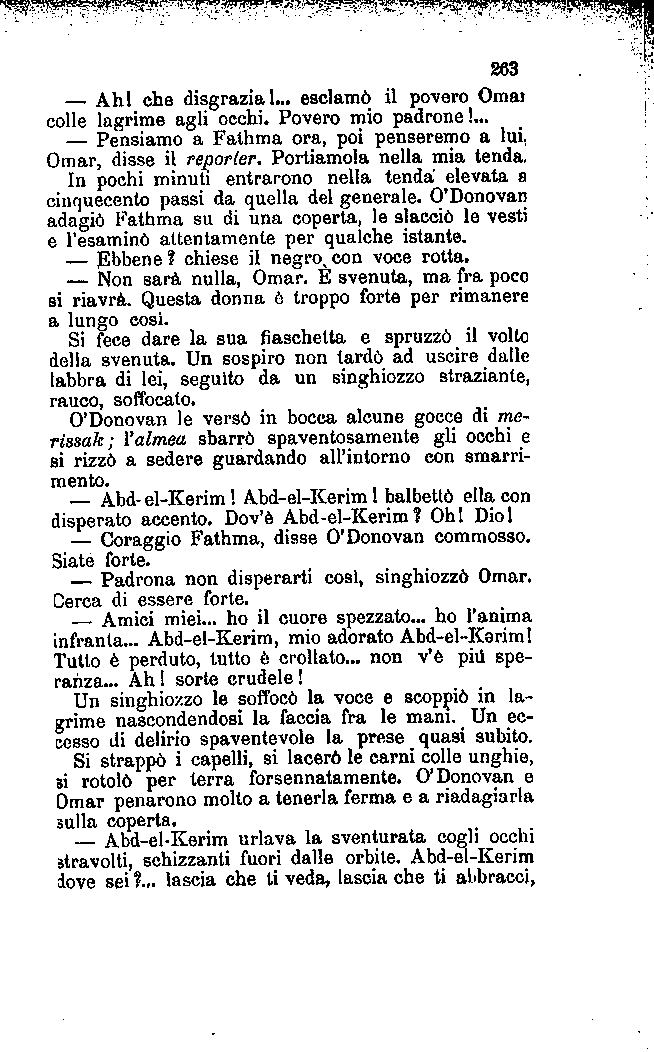 263
— Ah! che disgrazia!... esclamò il povero Omar
colle lagrime agli occhi. Povero mio padrone!...
— Pensiamo a Fathma ora, poi penseremo a lui,
Omar, disse il reporter. Portiamola nella mia tenda.
In pochi minuti entrarono nella tenda elevata a
cinquecento passi da quella del generale. O'Donovan
adagiò Fathma su di una coperta, le slacciò le vesti
e l'esaminò attentamente per qualche istante.
— Ebbene? chiese il negro con voce rotta.
— Non sarà nulla, Omar. È svenuta, ma fra poco
si riavrà. Questa donna è troppo forte per rimanere
a lungo così.
Si fece dare la sua fiaschetta e spruzzò il volto
della svenuta. Un sospiro non tardò ad uscire dalle
labbra di lei, seguito da un singhiozzo straziante,
rauco, soffocato.
O'Donovan le versò in bocca alcune gocce di me-
rissak; l'almea sbarrò spaventosamente gli occhi e
si rizzò a sedere guardando all'intorno con smarri-
mento.
— Abd-el-Kerim! Abd-el-Kerim! balbettò ella con
disperato accento. Dov'è Abd-el-Kerim? Oh! Dio!
— Coraggio Fathma, disse O'Donovan commosso.
Siate forte.
— Padrona non disperarti così, singhiozzò Omar.
Cerca di essere forte.
— Amici miei... ho il cuore spezzato... ho l'anima
infranta... Abd-el-Kerim, mio adorato Abd-el-Kerim!
Tutto è perduto, tutto è crollato... non v'è più spe-
ranza... Ah! sorte crudele!
Un singhiozzo le soffocò la voce e scoppiò in la-
grime nascondendosi la faccia fra le mani. Un ec-
cesso di delirio spaventevole la prese quasi subito.
Si strappò i capelli, si lacerò le carni colle unghie,
si rotolò per terra forsennatamente. O'Donovan e
Omar penarono molto a tenerla ferma e a riadagiarla
sulla coperta.
— Abd-el-Kerim urlava la sventurata cogli occhi
stravolti, schizzanti fuori dalle orbite. Abd-el-Kerim
dove sei?... lascia che ti veda, lascia che ti abbracci,